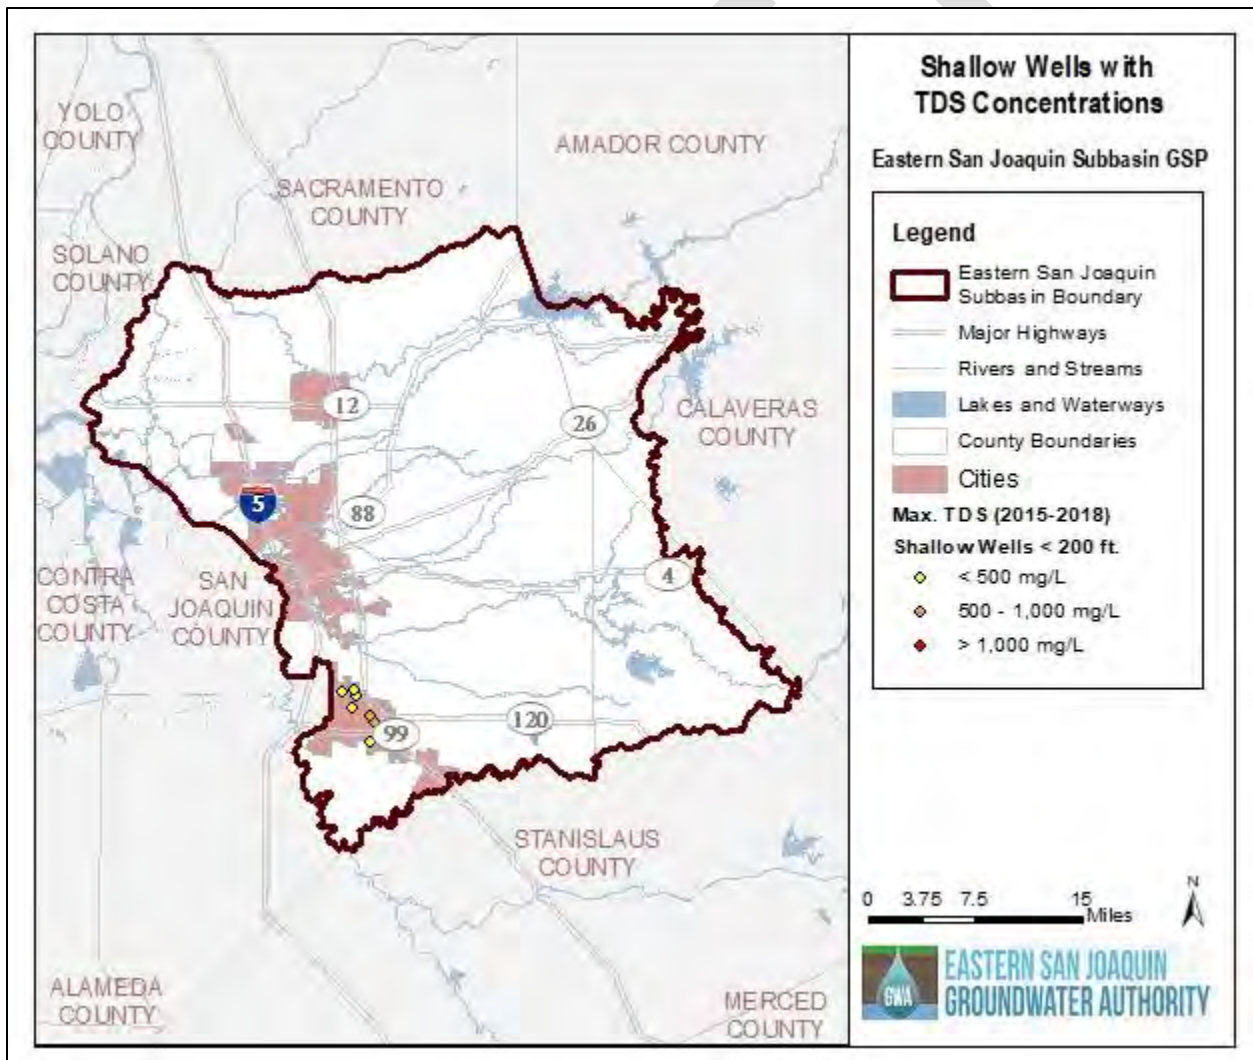 YOLO
COUNTY
AMADOR COUNTY
SACRAMENTO
COUNTY
SOLANO
COUNTY
12
26
CALAVERAS
COUNTY
5
88
CONTRA
COSTA
COUNTY
SAN
JOAQUIN
COUNTY
4
99
120
STANISLAUS
COUNTY
ALAMEDA
COUNTY
MERCED
COUNTY
Shallow Wells with
TDS Concentrations
Eastern San Joaquin Subbasin GSP
Legend
Eastern San Joaquin
Subbasin Boundary
Major Highways
Rivers and Streams
Lakes and Waterways
County Boundaries
Cities
Max. TDS (2015-2018)
Shallow Wells < 200 ft.
< 500 mg/L
500 - 1,000 mg/L
> 1,000 mg/L
N
0 3.75 7.5 15
Miles
GWA
EASTERN SAN JOAQUIN
GROUNDWATER AUTHORITY